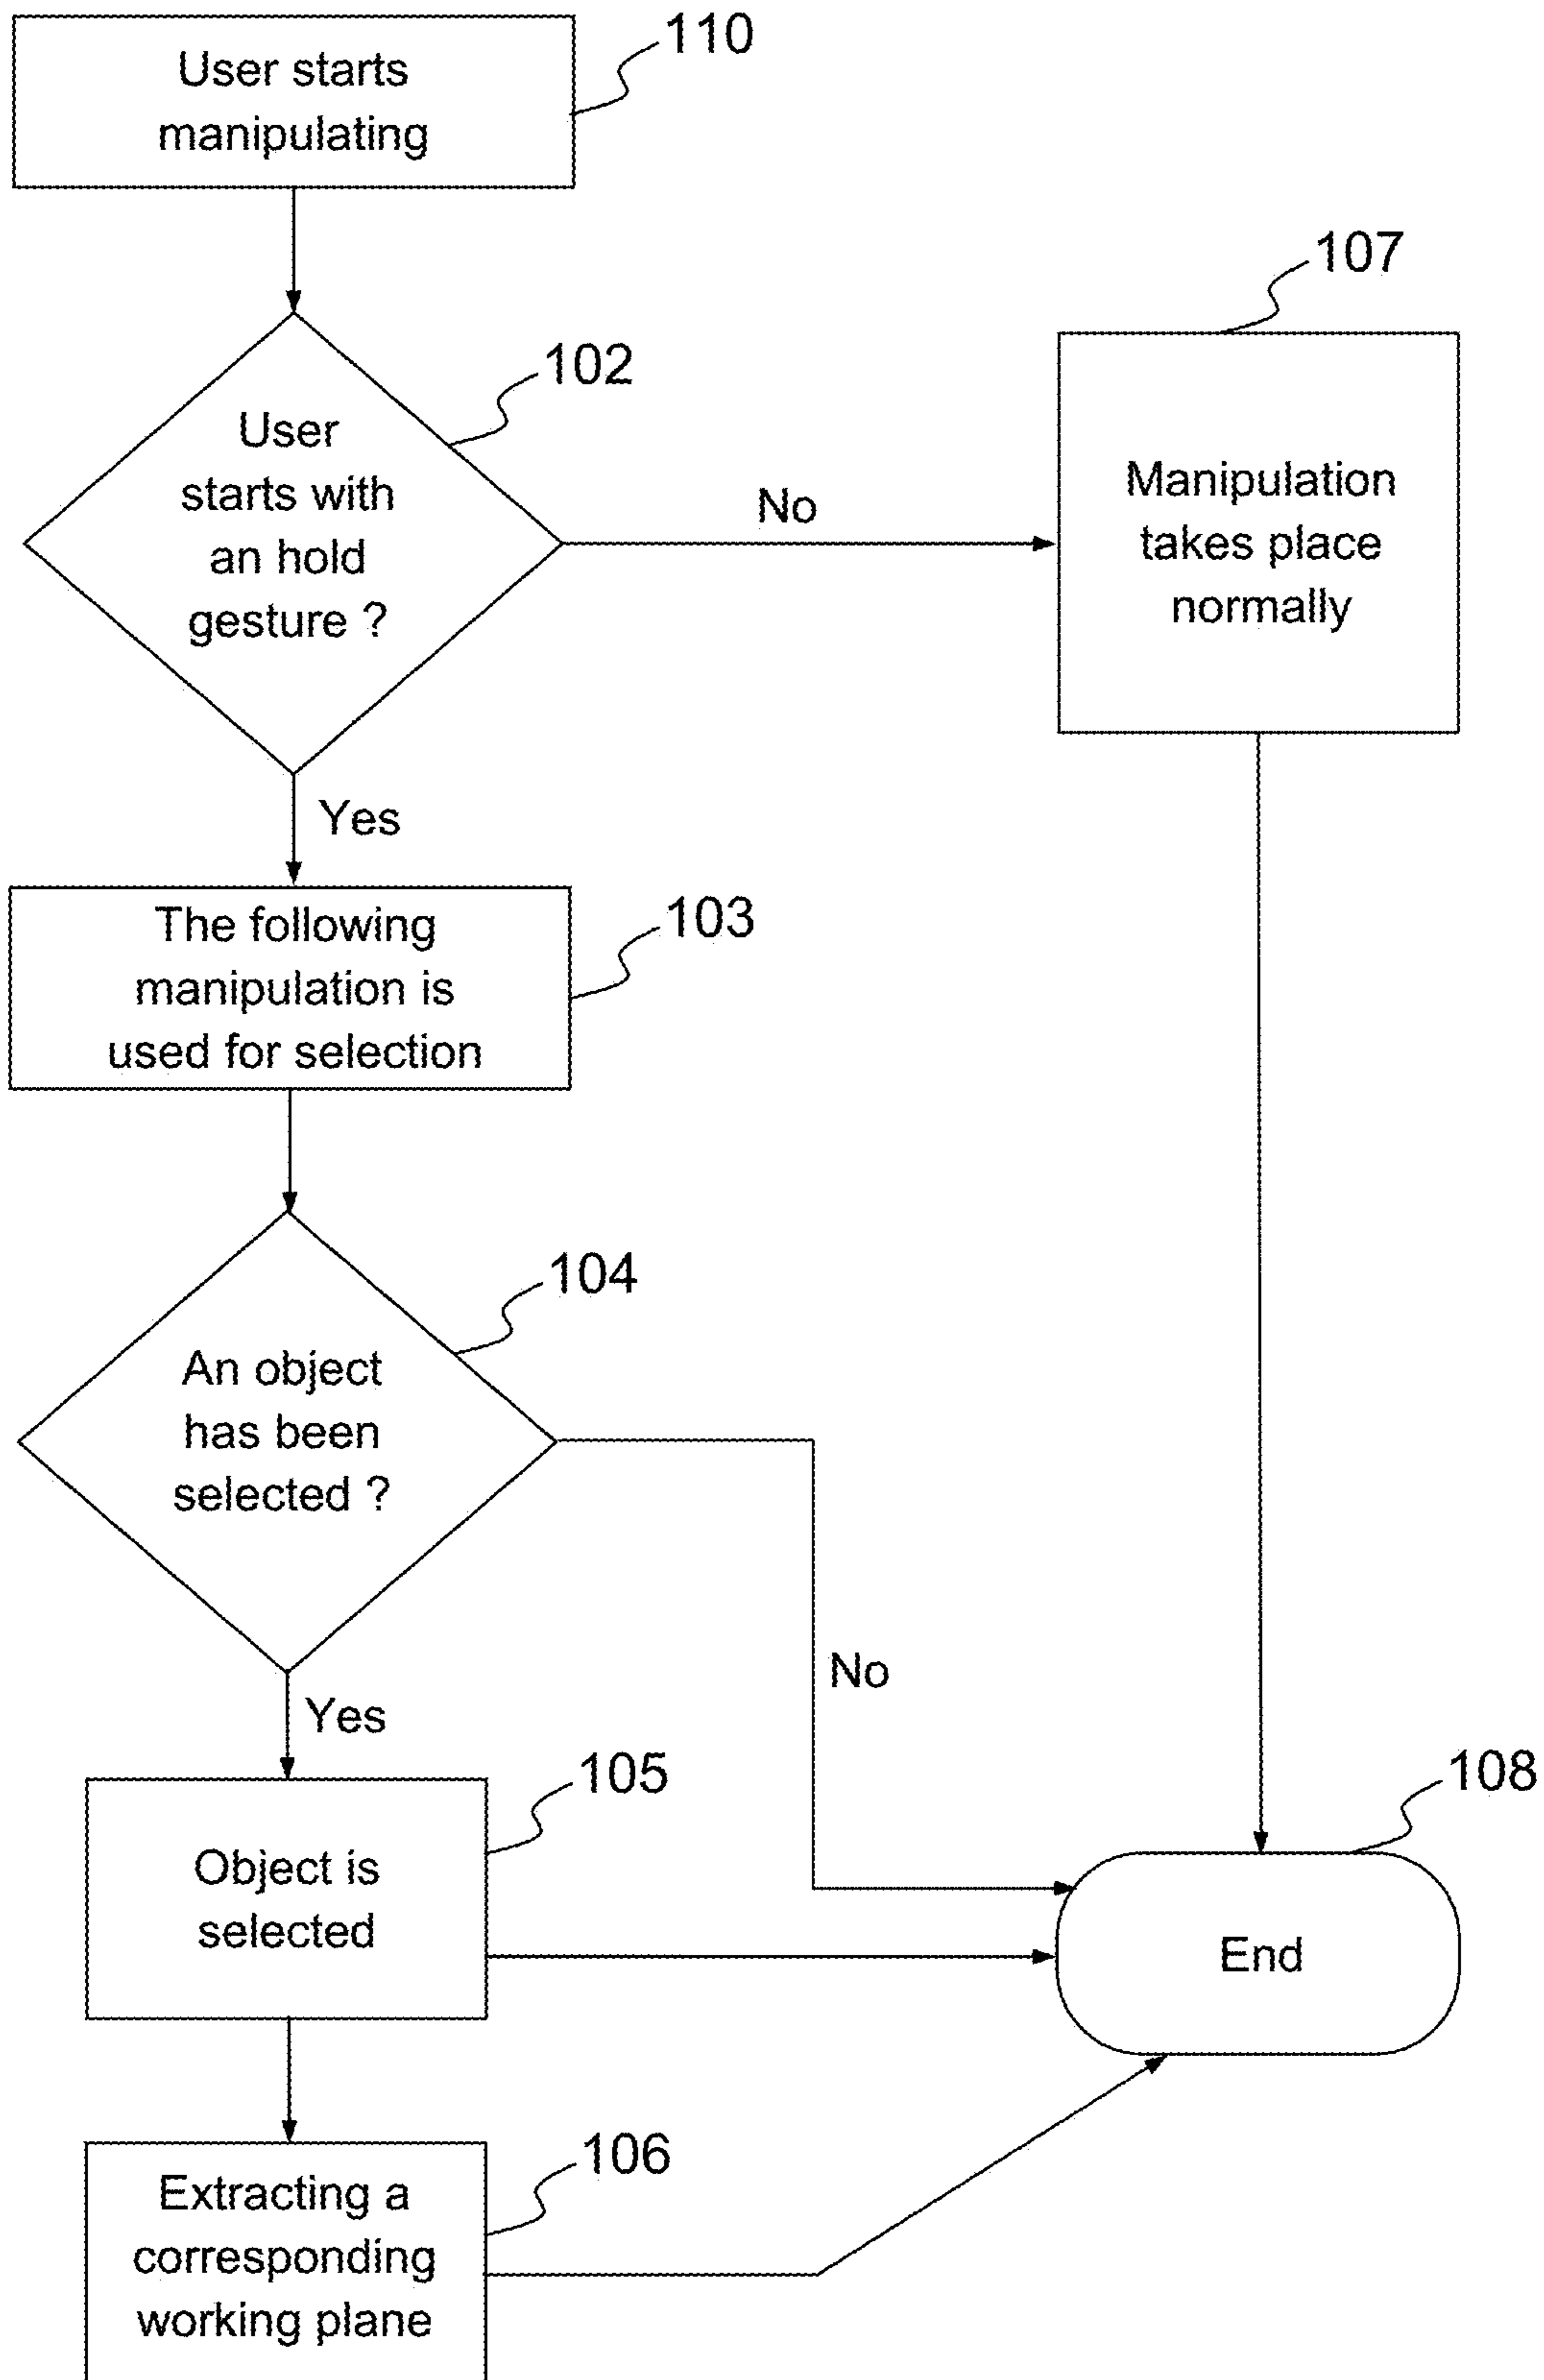 110
User starts
manipulating
107
102
User
starts with
an hold
gesture ?
No
Manipulation
takes place
normally
Yes
103
The following
manipulation is
used for selection
104
An object
has been
selected ?
No
Yes
105
108
Object is
selected
End
106
Extracting a
corresponding
working plane